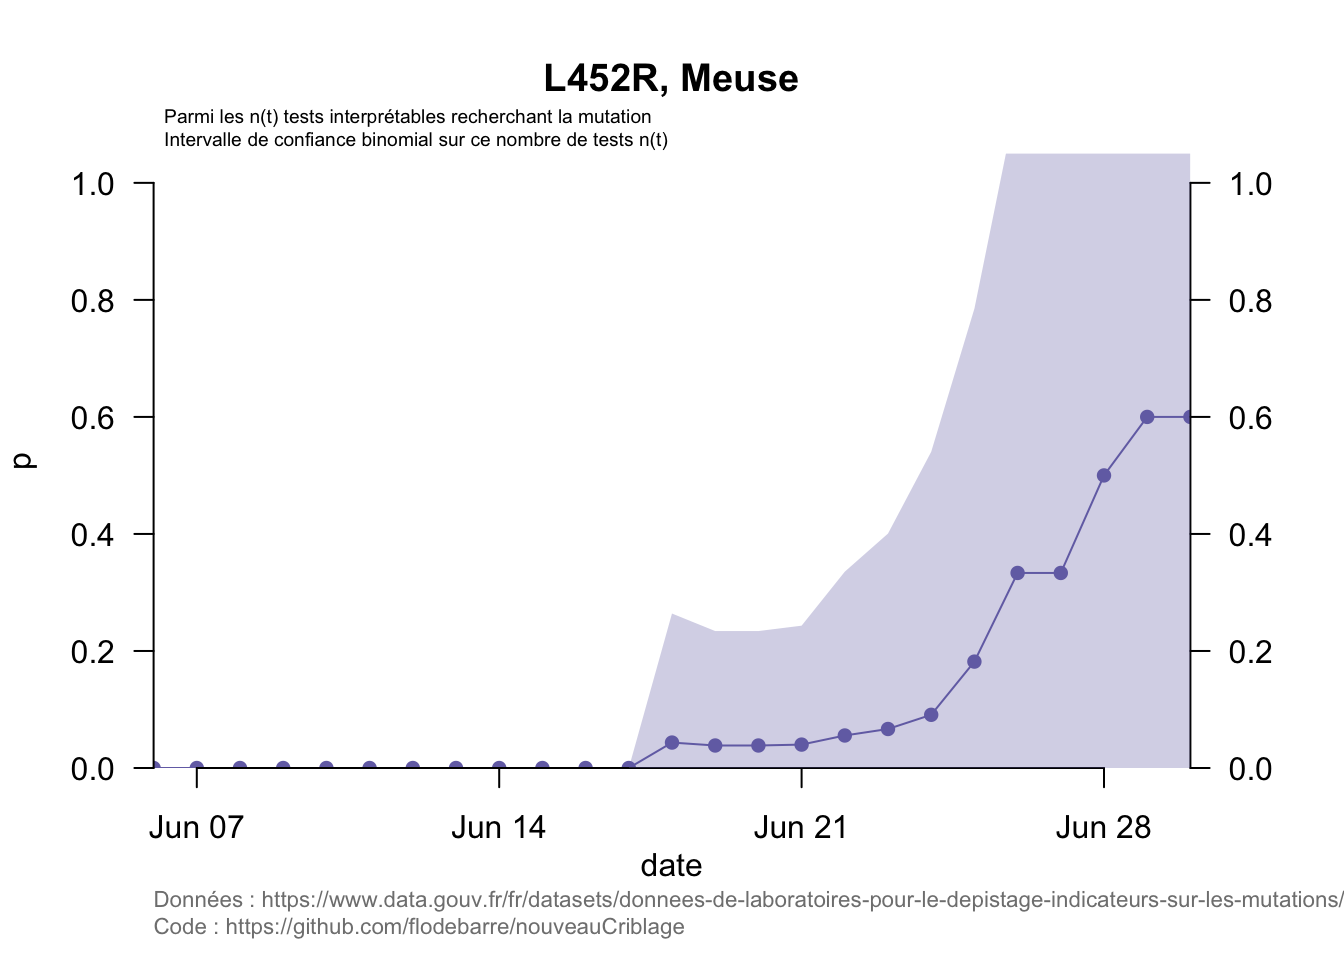 L452R, Meuse
Parmi les n(t) tests interprétables recherchant la mutation
Intervalle de confiance binomial sur ce nombre de tests n(t)
1.0
0.8
0.6
0.4
0.2
0.0
p
1.0
0.8
0.6
0.4
0.2
0.0
Jun 07 Jun 14 Jun 21 Jun 28
date
Données : https://www.data.gouv.fr/fr/datasets/donnees-de-laboratoires-pour-le-depistage-indicateurs-sur-les-mutations/
Code : https://github.com/flodebarre/nouveauCriblage